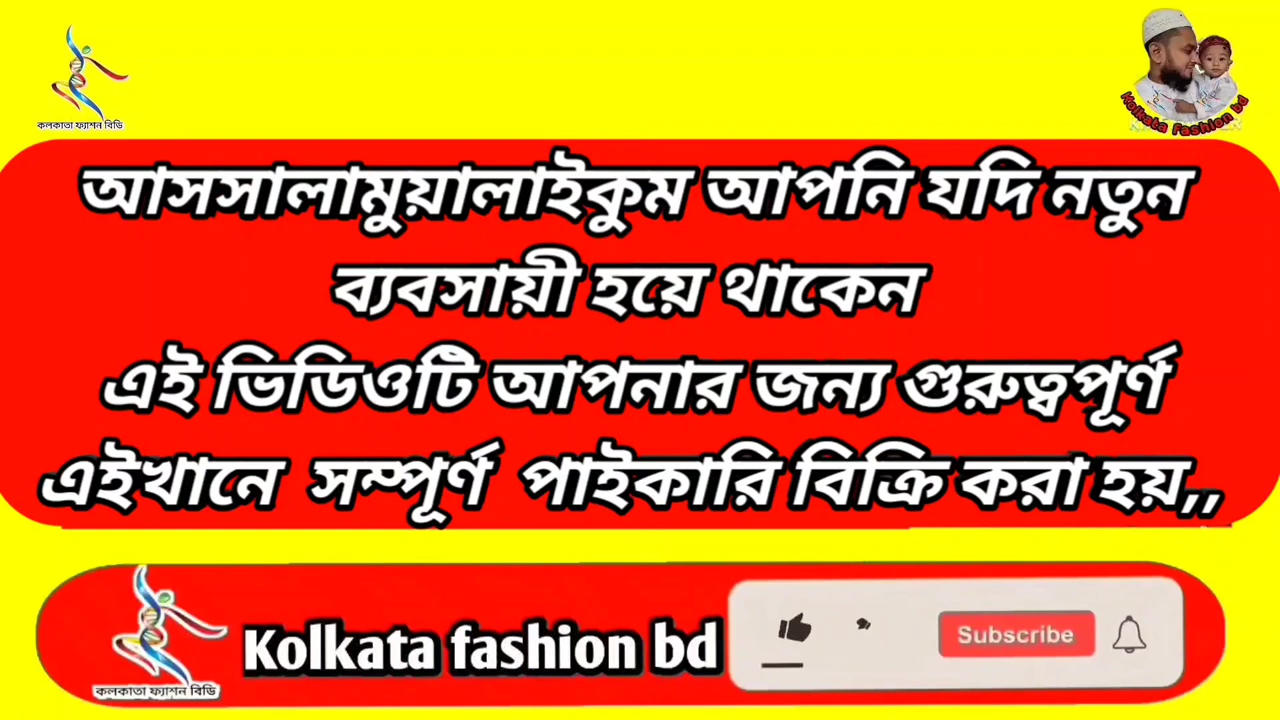 কলকাতা ফ্যাশন বিডি
Kolkata fashion bd
আসসালামুয়ালাইকুম আপনি যদি নতুন
ব্যবসায়ী হয়ে থাকেন
এই ভিডিওটি আপনার জন্য গুরুত্বপূর্ণ
এইখানে সম্পূর্ণ পাইকারি বিক্রি করা হয়,,
কলকাতা ফ্যাশন বিডি
Kolkata fashion bd
Subscribe